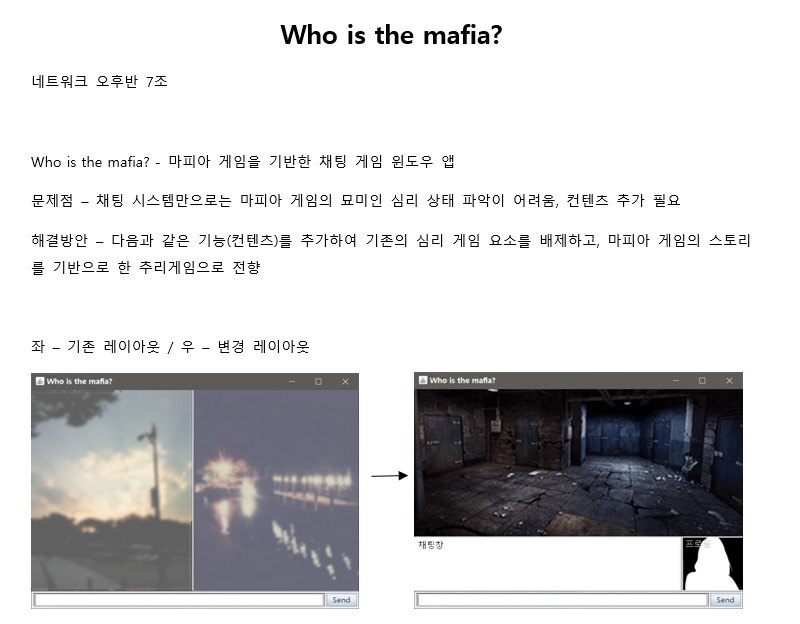 Who is the mafia?
네트워크 오후반 7조
Who is the mafia? - 마피아 게임을 기반한 채팅 게임 윈도우 앱
문제점 – 채팅 시스템만으로는 마피아 게임의 묘미인 심리 상태 파악이 어려움, 컨텐츠 추가 필요
해결방안 – 다음과 같은 기능(컨텐츠)를 추가하여 기존의 심리 게임 요소를 배제하고, 마피아 게임의 스토리
를 기반으로 한 추리게임으로 전향
좌 – 기존 레이아웃 / 우 – 변경 레이아웃
Who is the mafia?
Send
Who is the mafia?
채팅창
프로필
Send